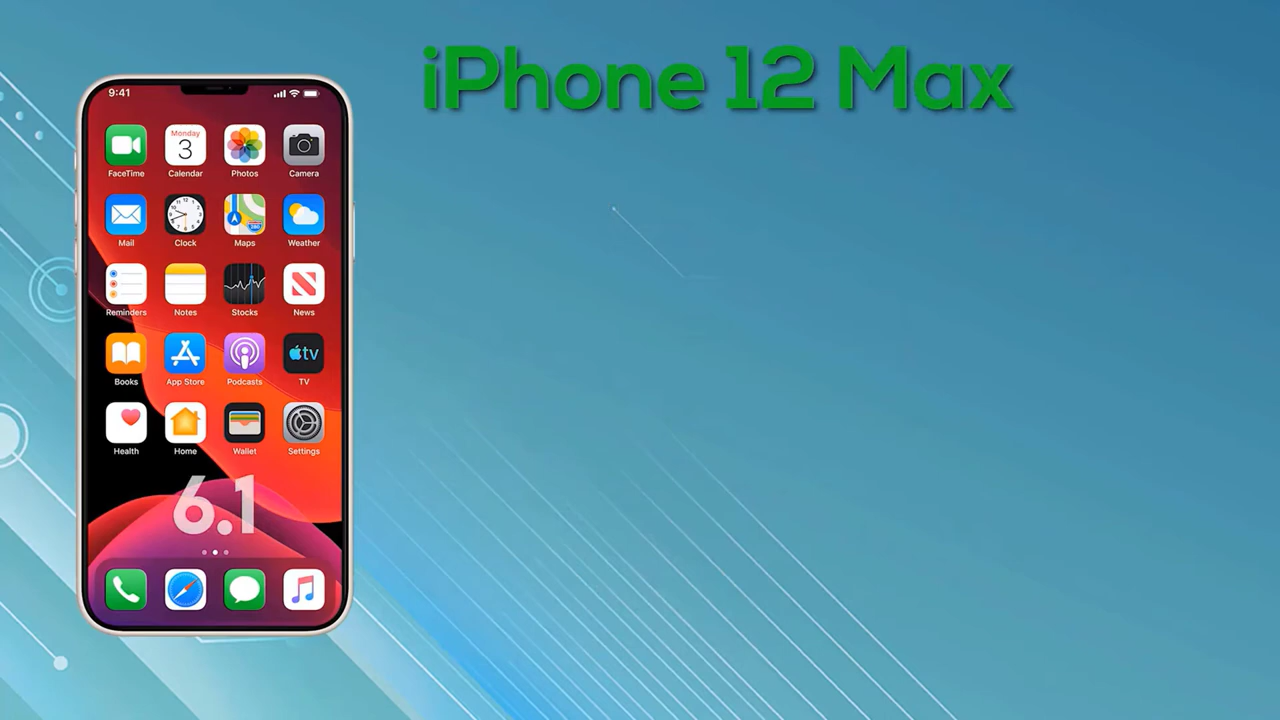 iPhone 12 Max
9:41
Monday
3
FaceTime Calendar Photos Camera
Mail Clock Maps Weather
280
Reminders Notes Stocks News
tv
Books App Store Podcasts TV
Health Home Wallet Settings
6.1